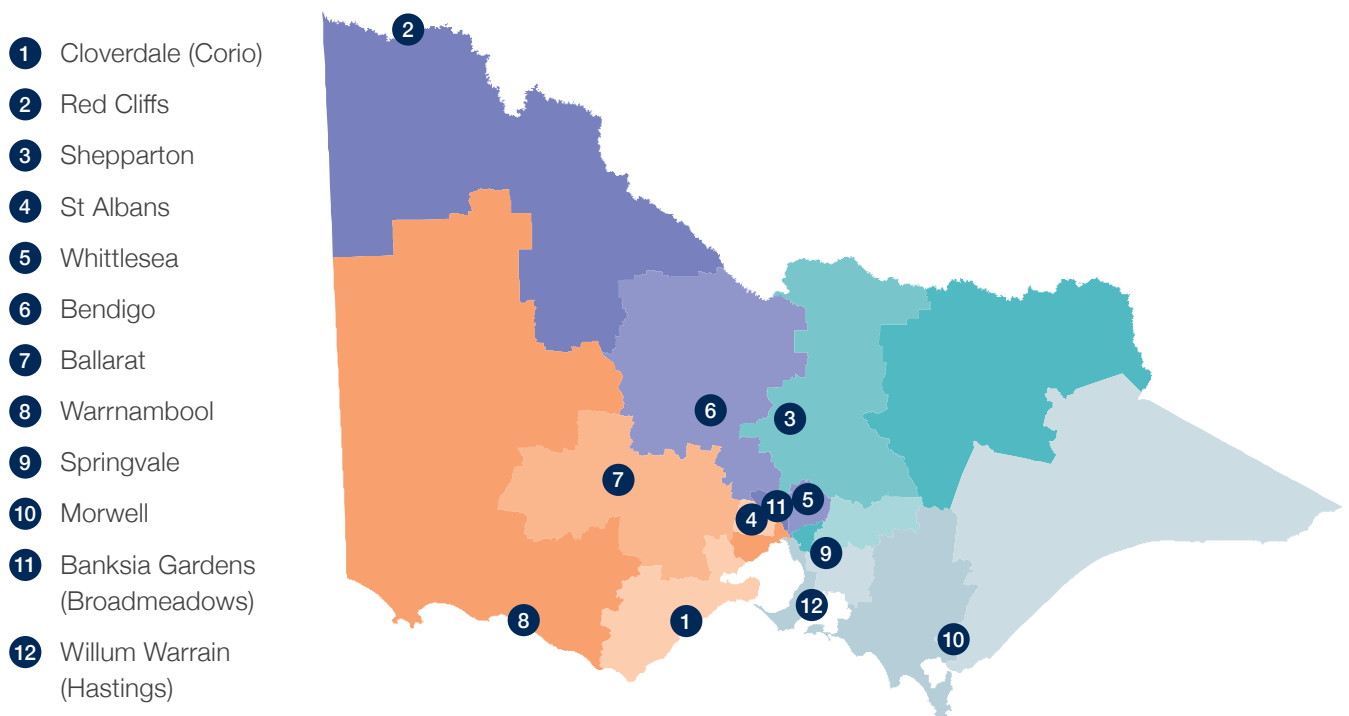 1 Cloverdale (Corio)
2 Red Cliffs
3 Shepparton
4 St Albans
5 Whittlesea
6 Bendigo
7 Ballarat
8 Warrnambool
9 Springvale
10 Morwell
11 Banksia Gardens
(Broadmeadows)
12 Willum Warrain
(Hastings)
2
6
3
7
5
11
4
9
12
8
1
10